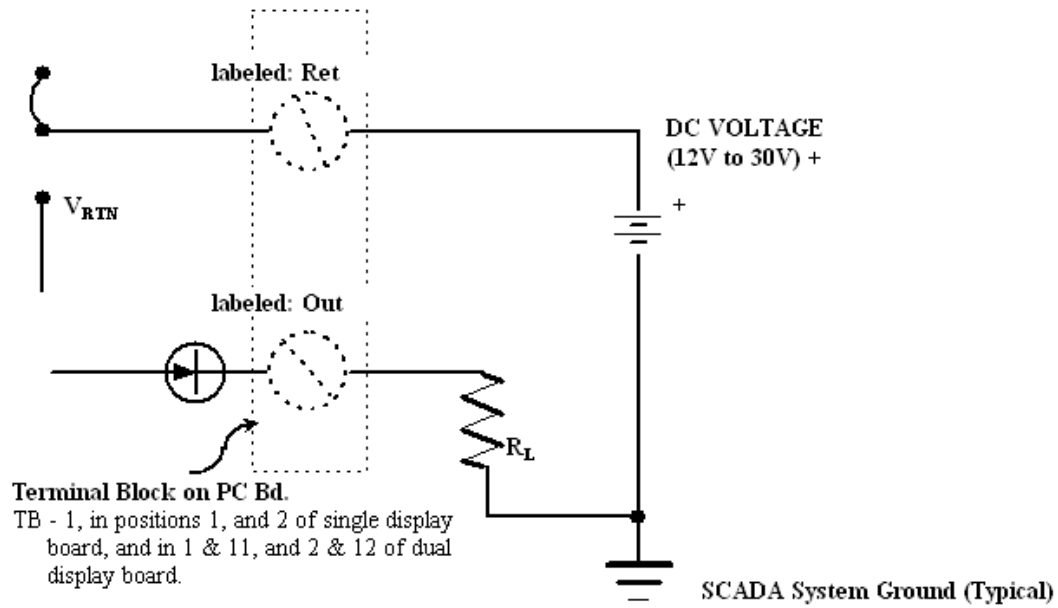 labeled: Ret
DC VOLTAGE
(12V to 30V) +
+
VRTN
labeled: Out
RL
Terminal Block on PC Bd.
TB - 1, in positions 1, and 2 of single display
board, and in 1 & 11, and 2 & 12 of dual
display board.
SCADA System Ground (Typical)